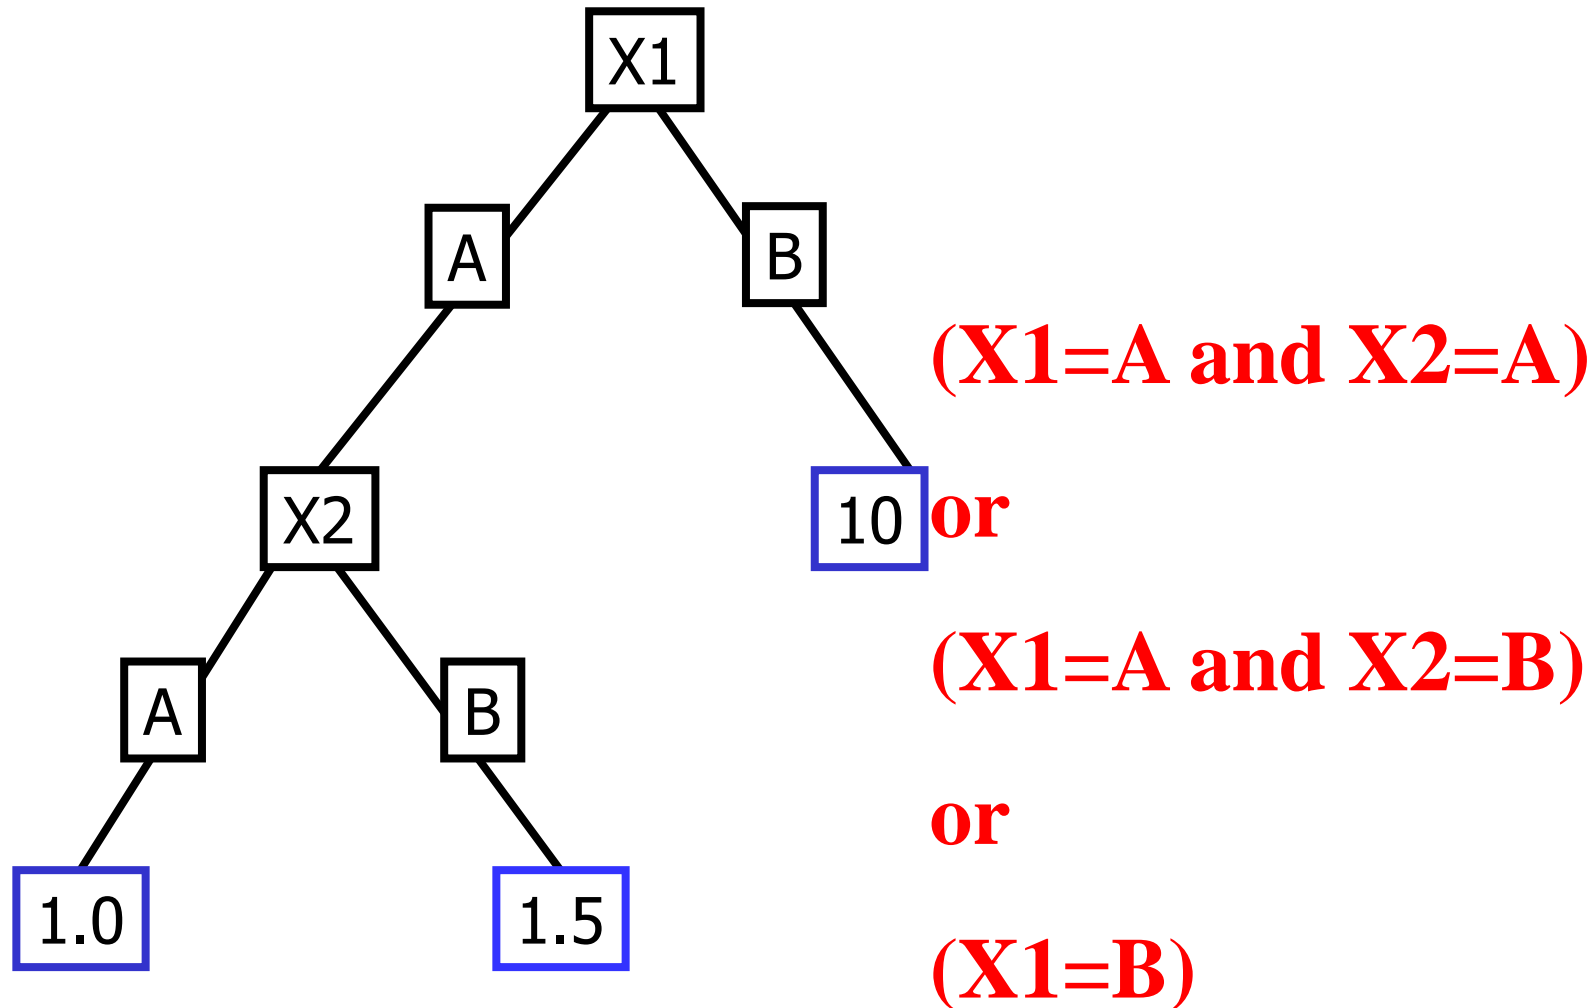 X1
A
B
(X1=A and X2=A)
X2
10
or
A
B
(X1=A and X2=B)
or
1.0
1.5
(X1=B)